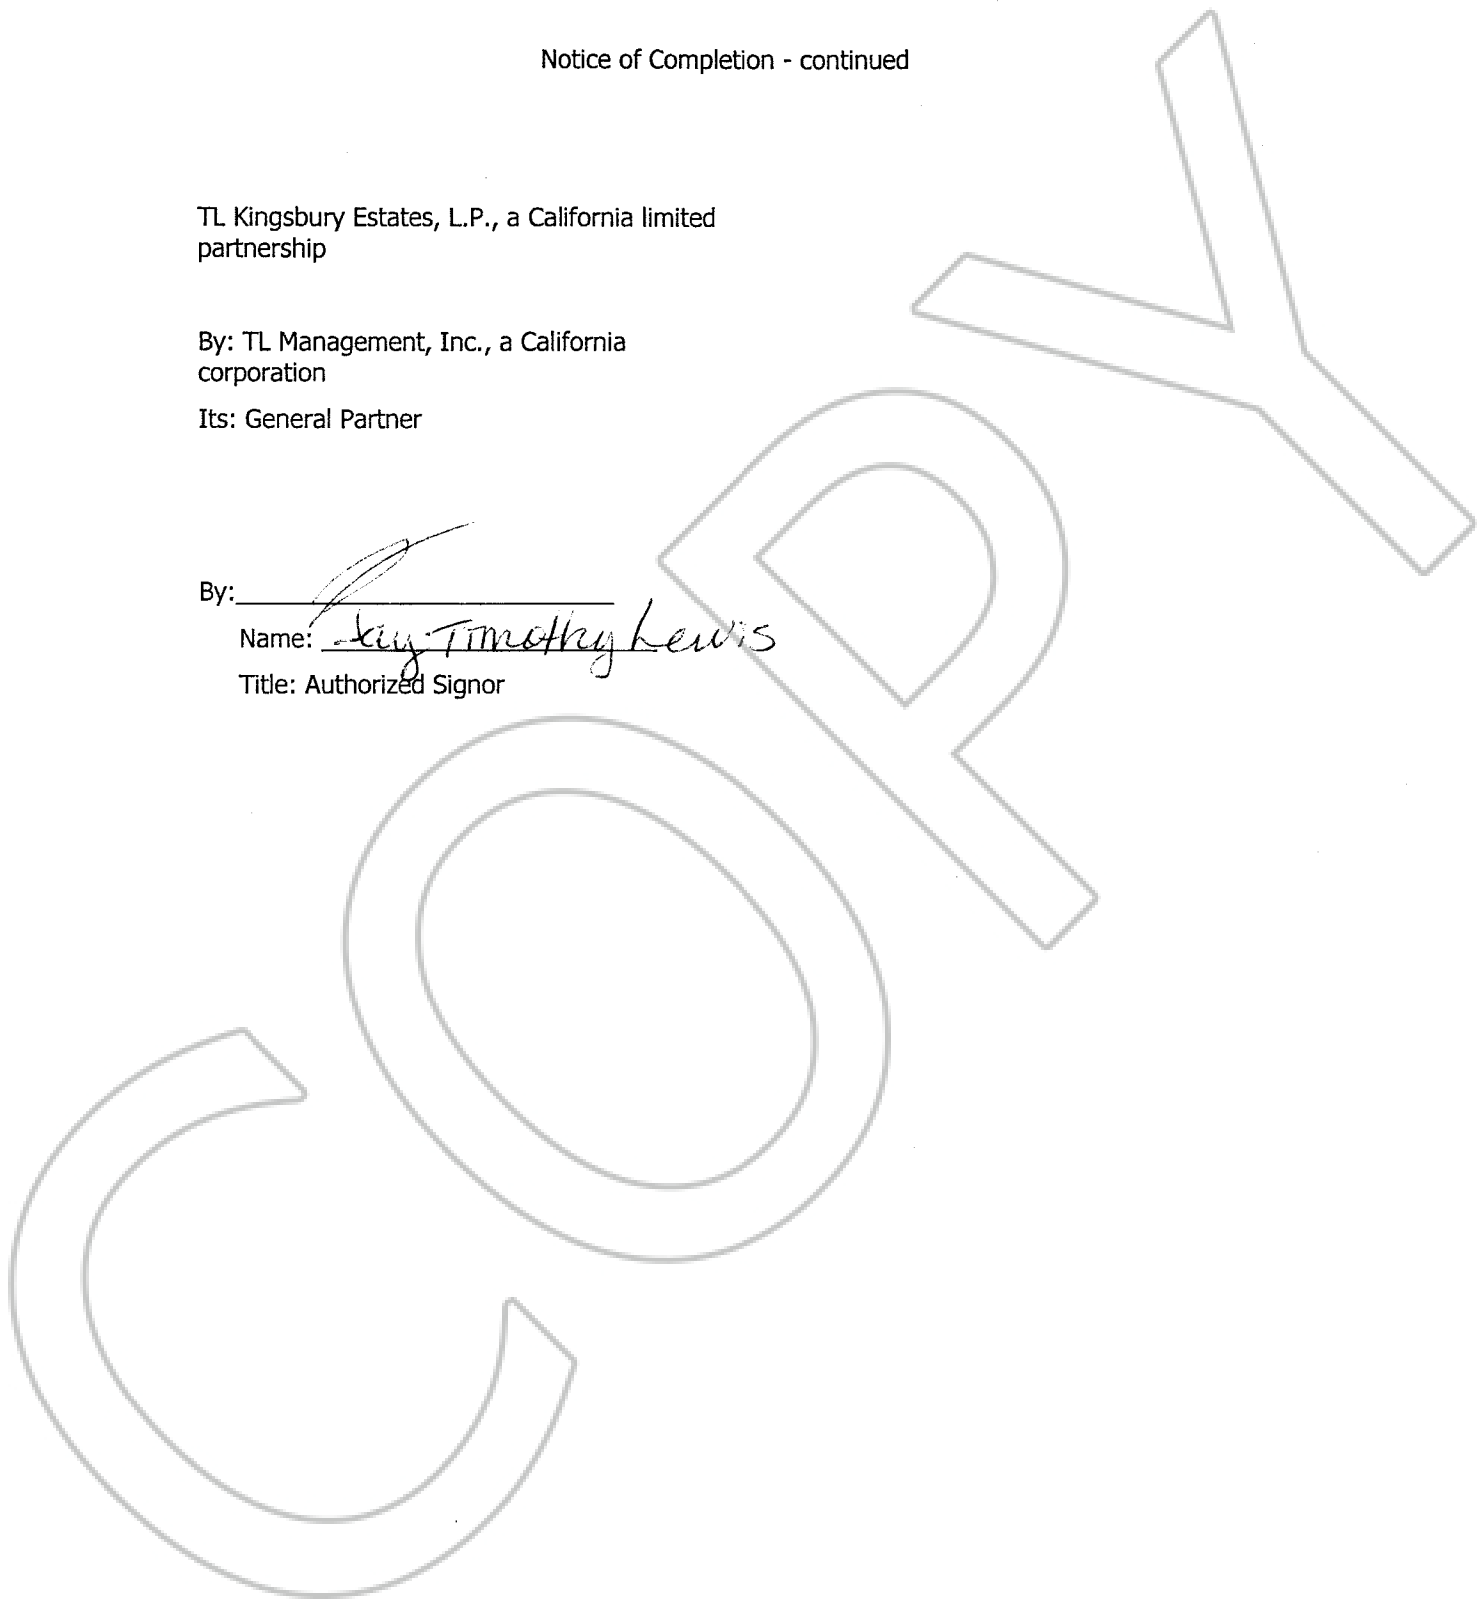 Notice of Completion - continued
TL Kingsbury Estates, L.P., a California limited
partnership
By: TL Management, Inc., a California
corporation
Its: General Partner
By:
Name: Jay Timothy Lewis
Title: Authorized Signor
COPY